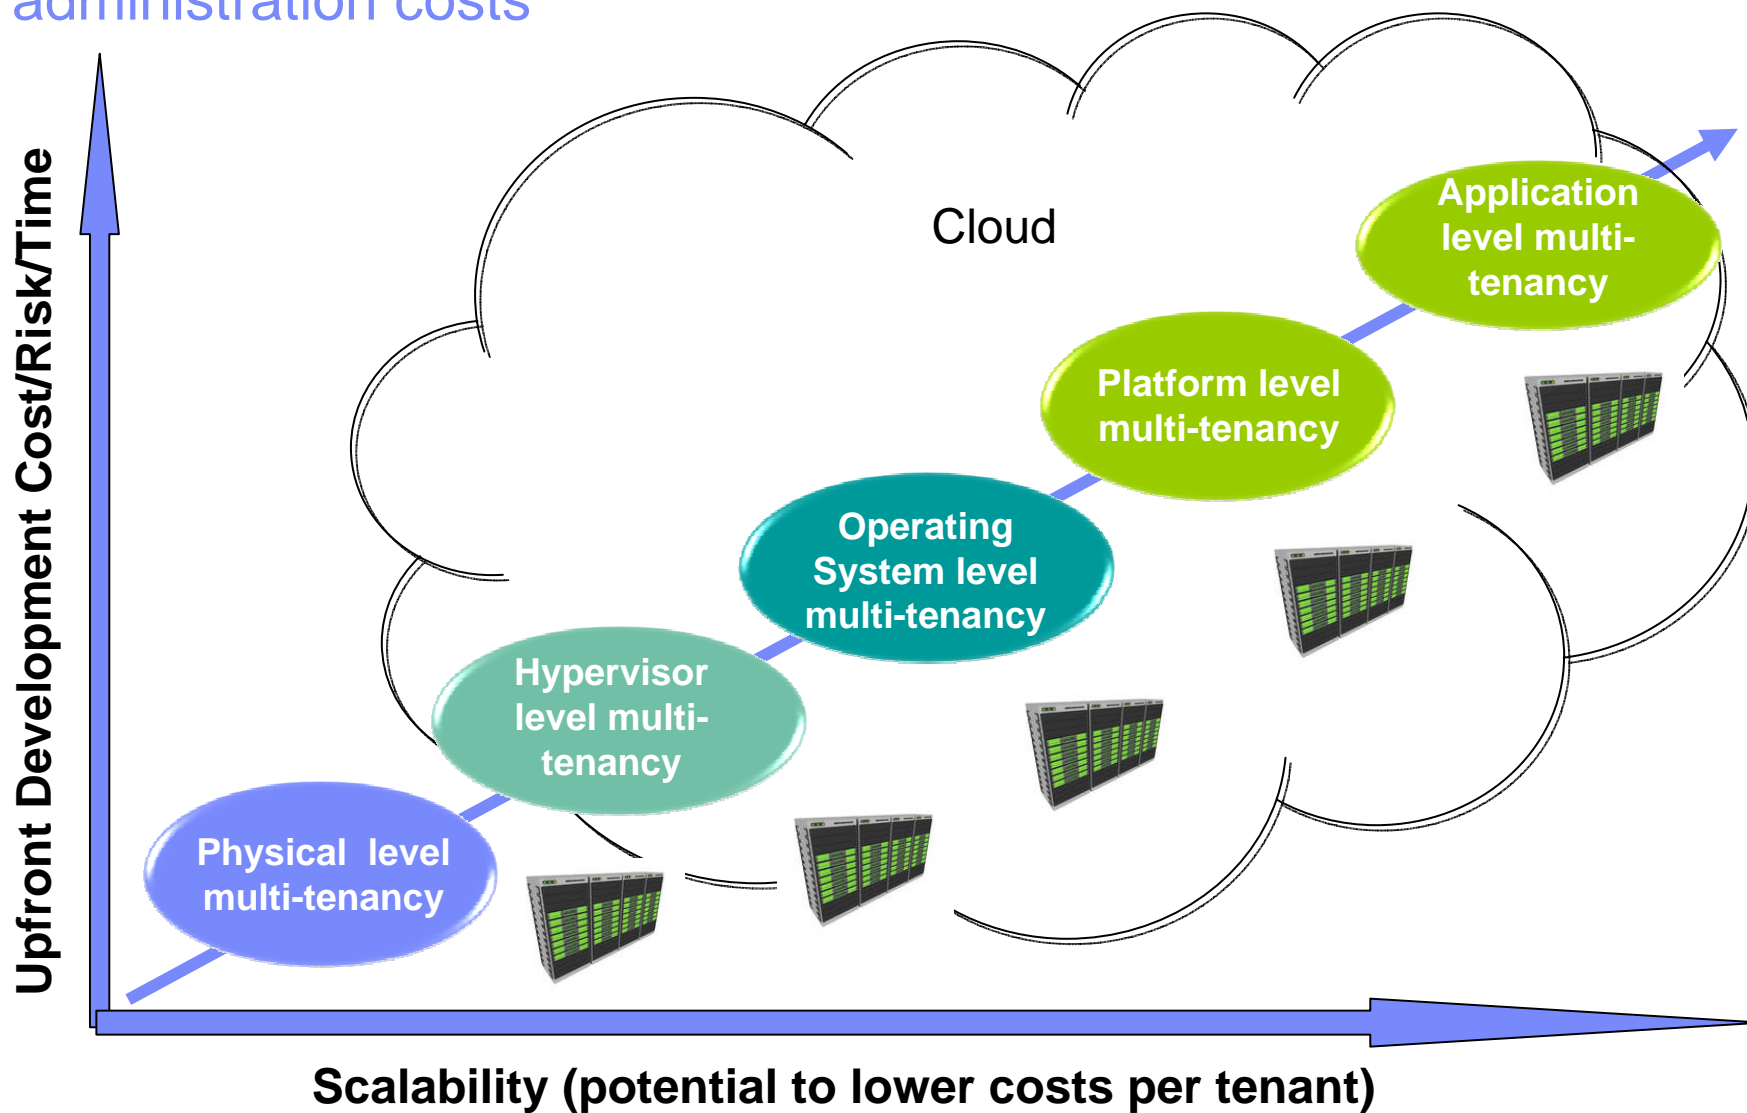 administration costs
Upfront Development Cost/Risk/Time
Cloud
Application
level multi-
tenancy
Platform level
multi-tenancy
Operating
System level
multi-tenancy
Hypervisor
level multi-
tenancy
Physical  level
multi-tenancy
Scalability (potential to lower costs per tenant)